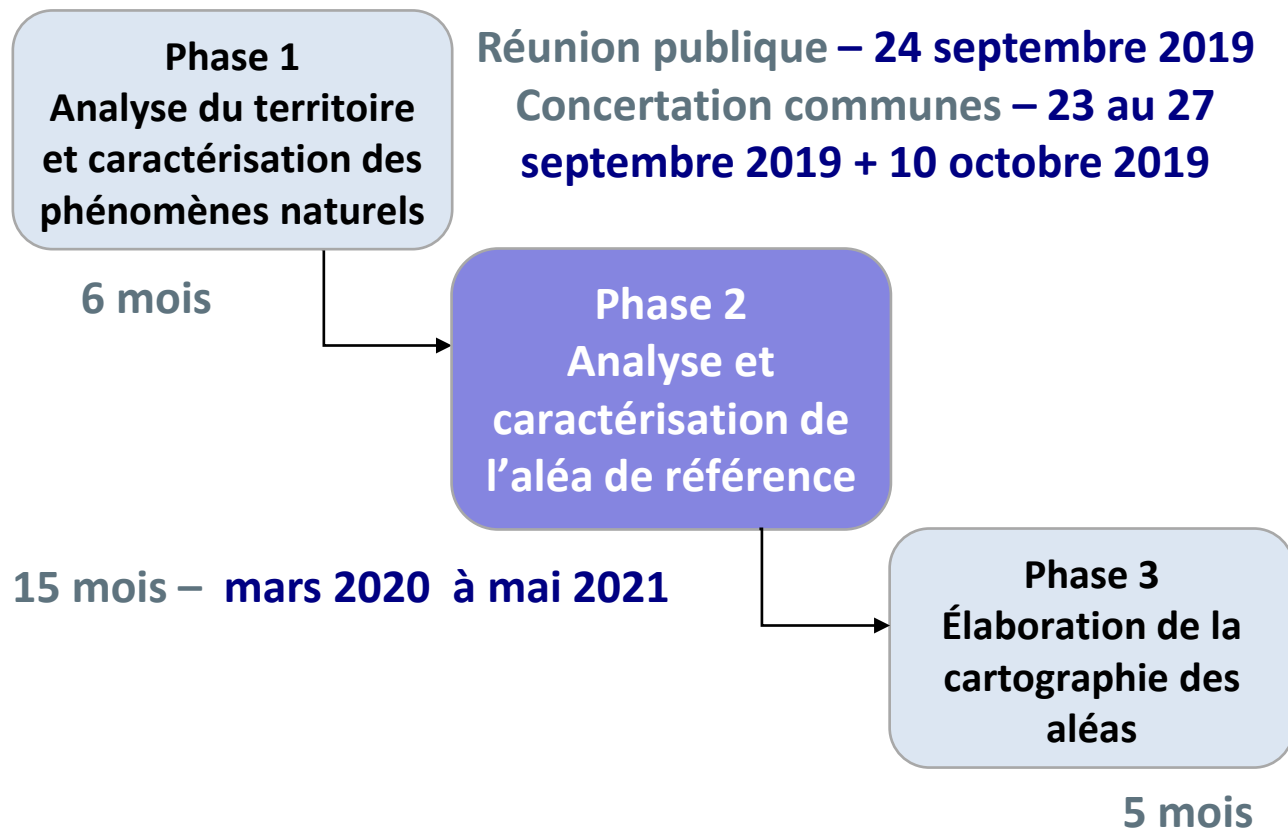 Phase 1
Analyse du territoire
et caractérisation des
phénomènes naturels
Réunion publique – 24 septembre 2019
Concertation communes – 23 au 27
septembre 2019 + 10 octobre 2019
6 mois
Phase 2
Analyse et
caractérisation de
l’aléa de référence
15 mois – mars 2020 à mai 2021
Phase 3
Élaboration de la
cartographie des
aléas
5 mois